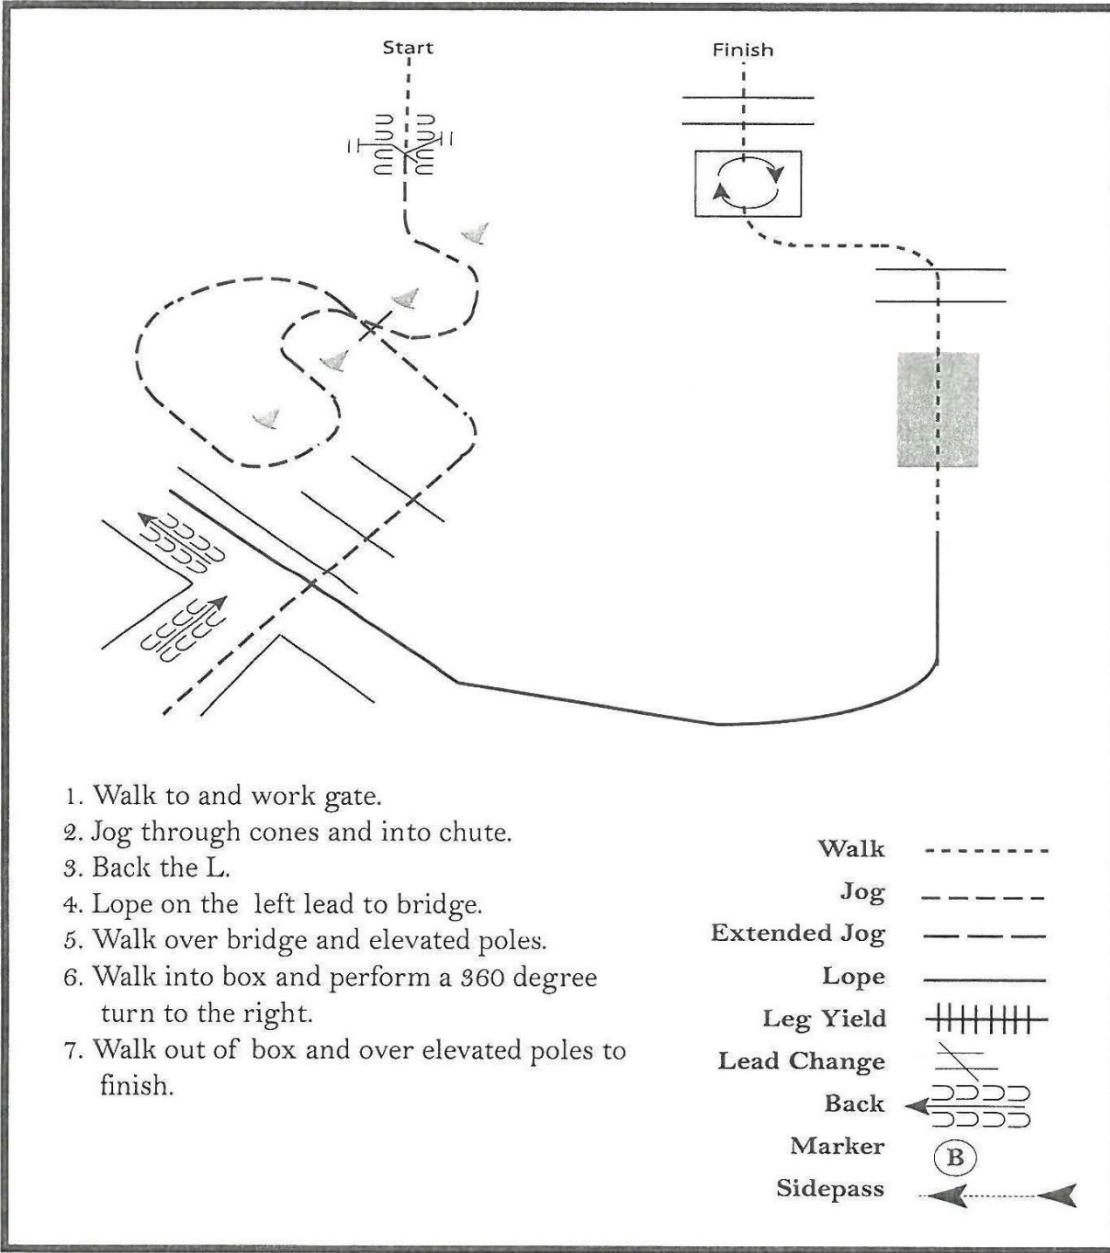 Start
Finish
1. Walk to and work gate.
2. Jog through cones and into chute.
3. Back the L.
4. Lope on the left lead to bridge.
5. Walk over bridge and elevated poles.
6. Walk into box and perform a 360 degree
turn to the right.
7. Walk out of box and over elevated poles to
finish.
Walk
Jog
Extended Jog
Lope
Leg Yield
Lead Change
Back
Marker
B
Sidepass